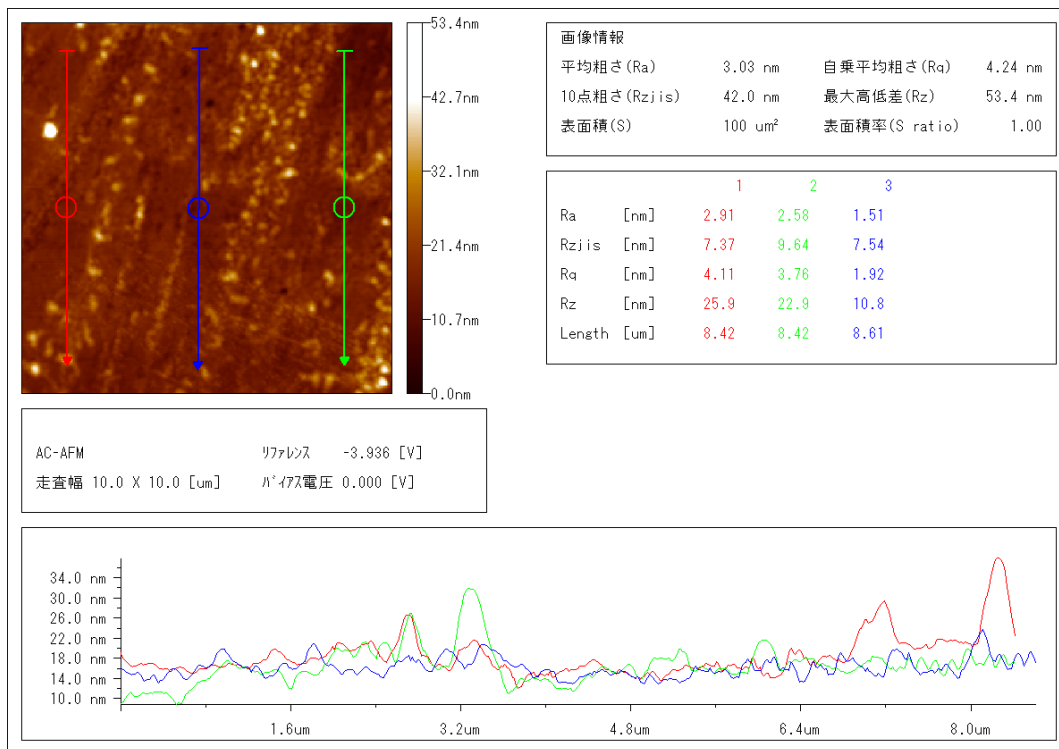 53.4nm
42.7nm
32.1nm
21.4nm
10.7nm
0.0nm
画像情報
平均粗さ(Ra) 3.03 nm 自乗平均粗さ(Rq) 4.24 nm
10点粗さ(Rzjis) 42.0 nm 最大高低差(Rz) 53.4 nm
表面積(S) 100 um² 表面積率(S ratio) 1.00
1 2 3
Ra [nm] 2.91 2.58 1.51
Rzjis [nm] 7.37 9.64 7.54
Rq [nm] 4.11 3.76 1.92
Rz [nm] 25.9 22.9 10.8
Length [um] 8.42 8.42 8.61
AC-AFM ﾘﾌｧﾚﾝｽ -3.936 [V]
走査幅 10.0 X 10.0 [um] ﾊﾞｲｱｽ電圧 0.000 [V]
34.0 nm
30.0 nm
26.0 nm
22.0 nm
18.0 nm
14.0 nm
10.0 nm
1.6um 3.2um 4.8um 6.4um 8.0um